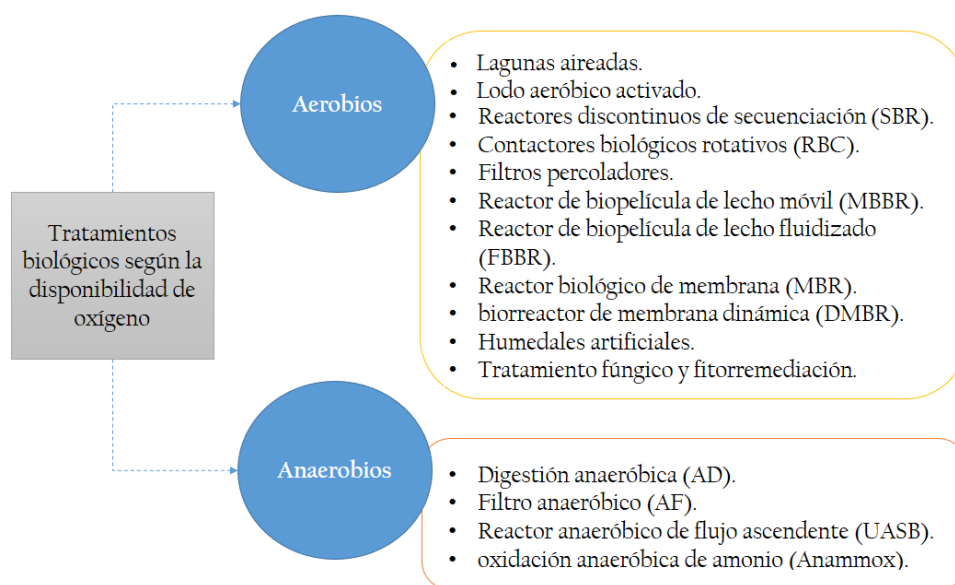 Tratamientos
biológicos según la
disponibilidad de
oxígeno
Aerobios
• Lagunas aireadas.
• Lodo aeróbico activado.
• Reactores discontinuos de secuenciación (SBR).
• Contactores biológicos rotativos (RBC).
• Filtros percoladores.
• Reactor de biopelícula de lecho móvil (MBBR).
• Reactor de biopelícula de lecho fluidizado
(FBBR).
• Reactor biológico de membrana (MBR).
• biorreactor de membrana dinámica (DMBR).
• Humedales artificiales.
• Tratamiento fúngico y fitorremediación.
Anaerobios
• Digestión anaeróbica (AD).
• Filtro anaeróbico (AF).
• Reactor anaeróbico de flujo ascendente (UASB).
• oxidación anaeróbica de amonio (Anammox).